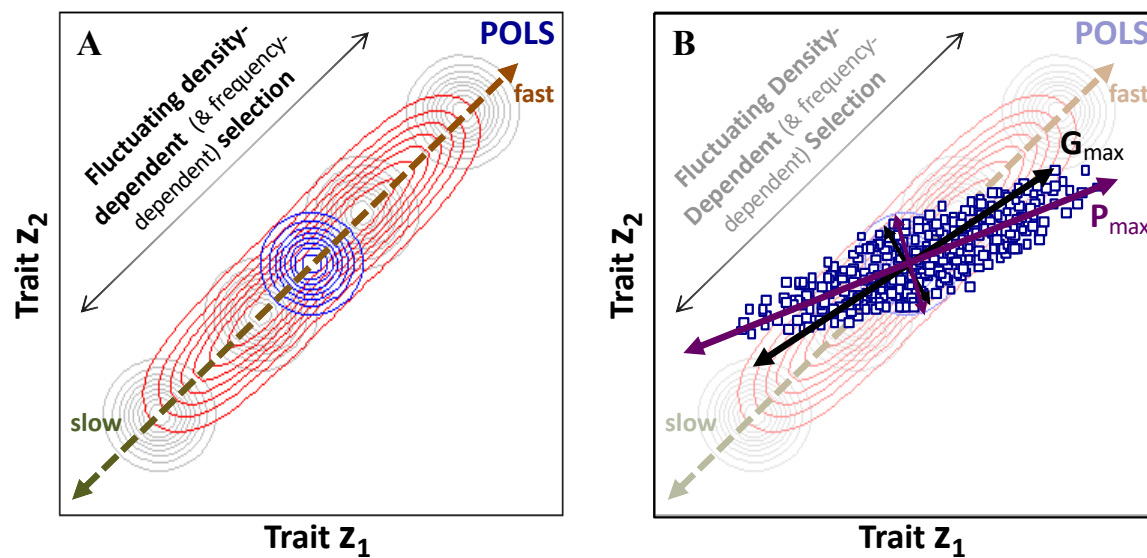 A
POLS
Fluctuating density-
dependent (& frequency-
dependent) selection
fast
slow
Trait z2
Trait z1
B
POLS
Fluctuating Density-
Dependent (& frequency-
dependent) Selection
fast
Gmax
Pmax
slow
Trait z2
Trait z1